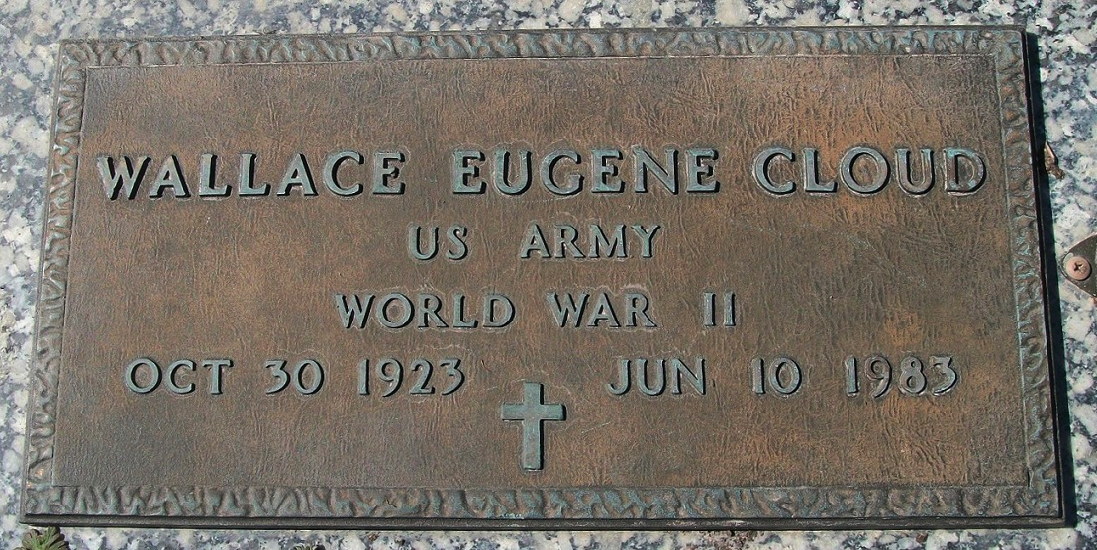 WALLACE EUGENE CLOUD
US ARMY
WORLD WAR II
OCT 30 1923 JUN 10 1983